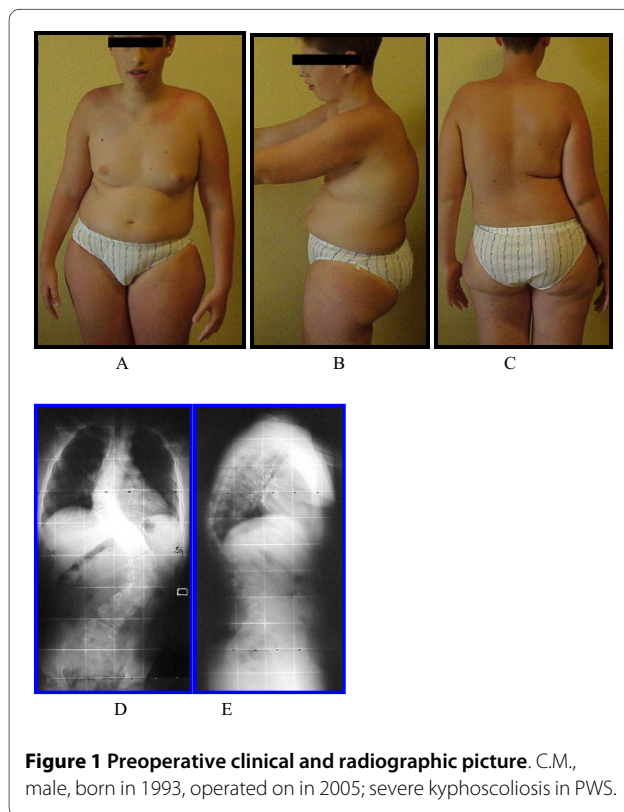 A
B
C
D
E
Figure 1 Preoperative clinical and radiographic picture. C.M.,
male, born in 1993, operated on in 2005; severe kyphoscoliosis in PWS.